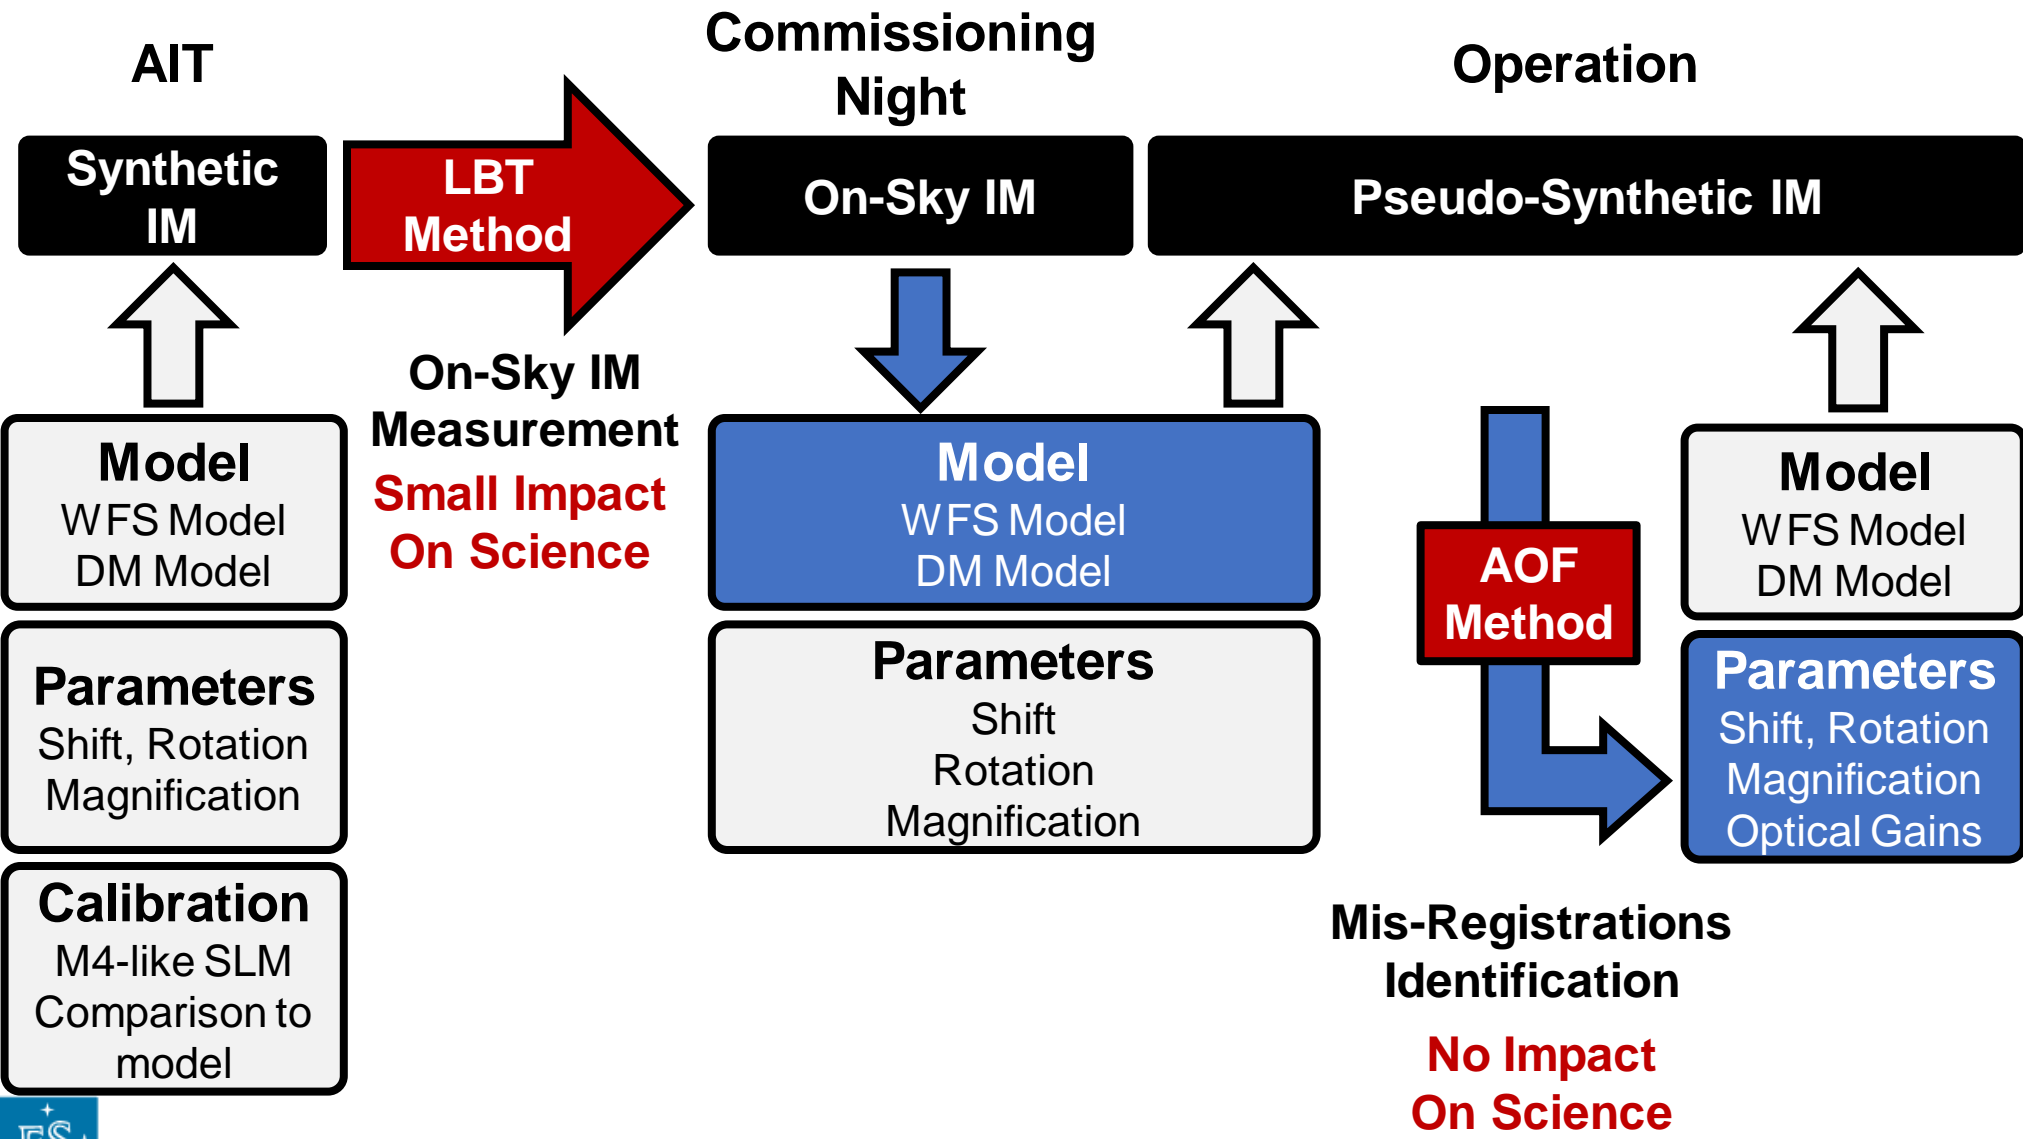 AIT
Commissioning
Night
Operation
Synthetic
IM
LBT
Method
On-Sky IM
Pseudo-Synthetic IM
On-Sky IM
Measurement
Small Impact
On Science
Model
WFS Model
DM Model
Parameters
Shift, Rotation
Magnification
Calibration
M4-like SLM
Comparison to
model
Model
WFS Model
DM Model
Parameters
Shift
Rotation
Magnification
AOF
Method
Model
WFS Model
DM Model
Parameters
Shift, Rotation
Magnification
Optical Gains
Mis-Registrations
Identification
No Impact
On Science